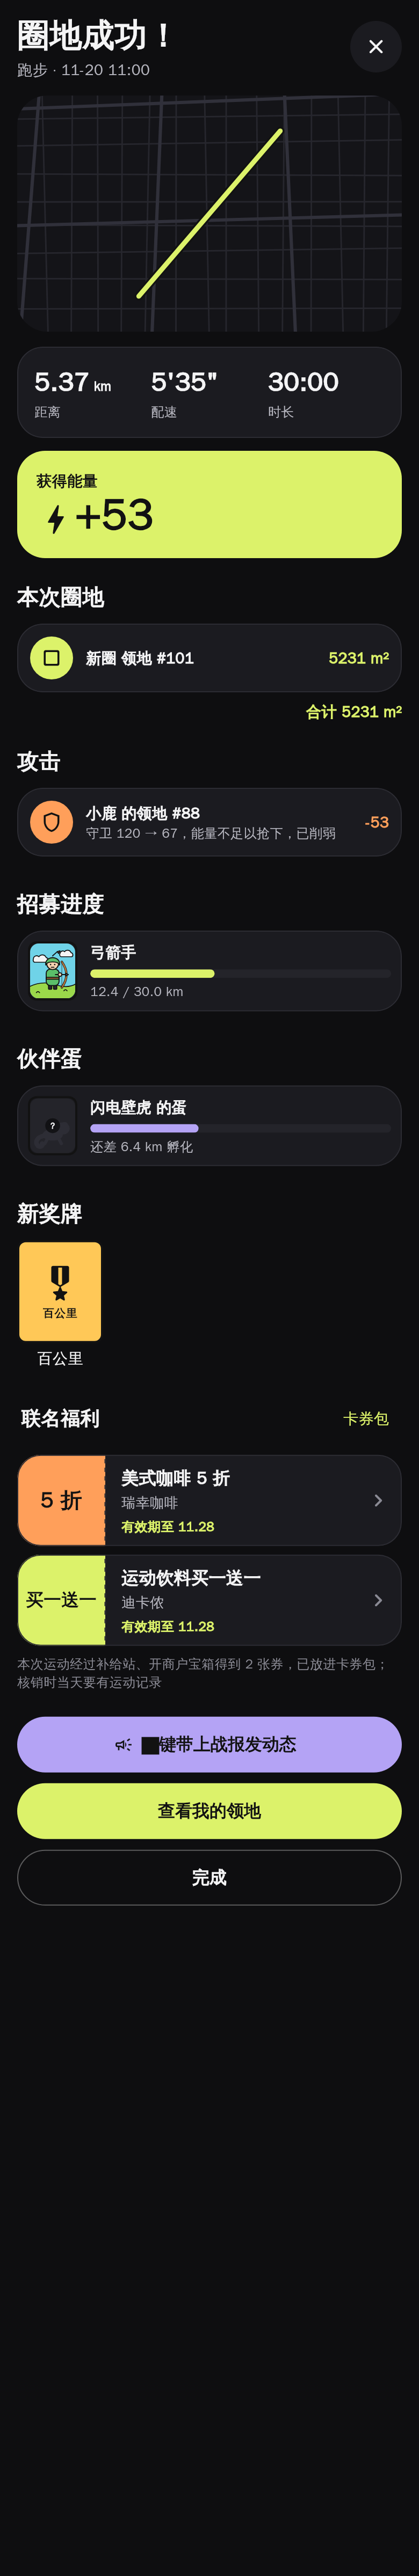 圈地成功！
跑步 · 11-20 11:00
5.37 km
距离
5'35"
配速
30:00
时长
获得能量
+53
本次圈地
新圈 领地 #101
5231 m²
合计 5231 m²
攻击
小鹿 的领地 #88
守卫 120 → 67，能量不足以抢下，已削弱
-53
招募进度
弓箭手
12.4 / 30.0 km
伙伴蛋
?
闪电壁虎 的蛋
还差 6.4 km 孵化
新奖牌
百公里
百公里
联名福利
卡券包
5 折
美式咖啡 5 折
瑞幸咖啡
有效期至 11.28
买一送一
运动饮料买一送一
迪卡侬
有效期至 11.28
本次运动经过补给站、开商户宝箱得到 2 张券，已放进卡券包；
核销时当天要有运动记录
键带上战报发动态
查看我的领地
完成